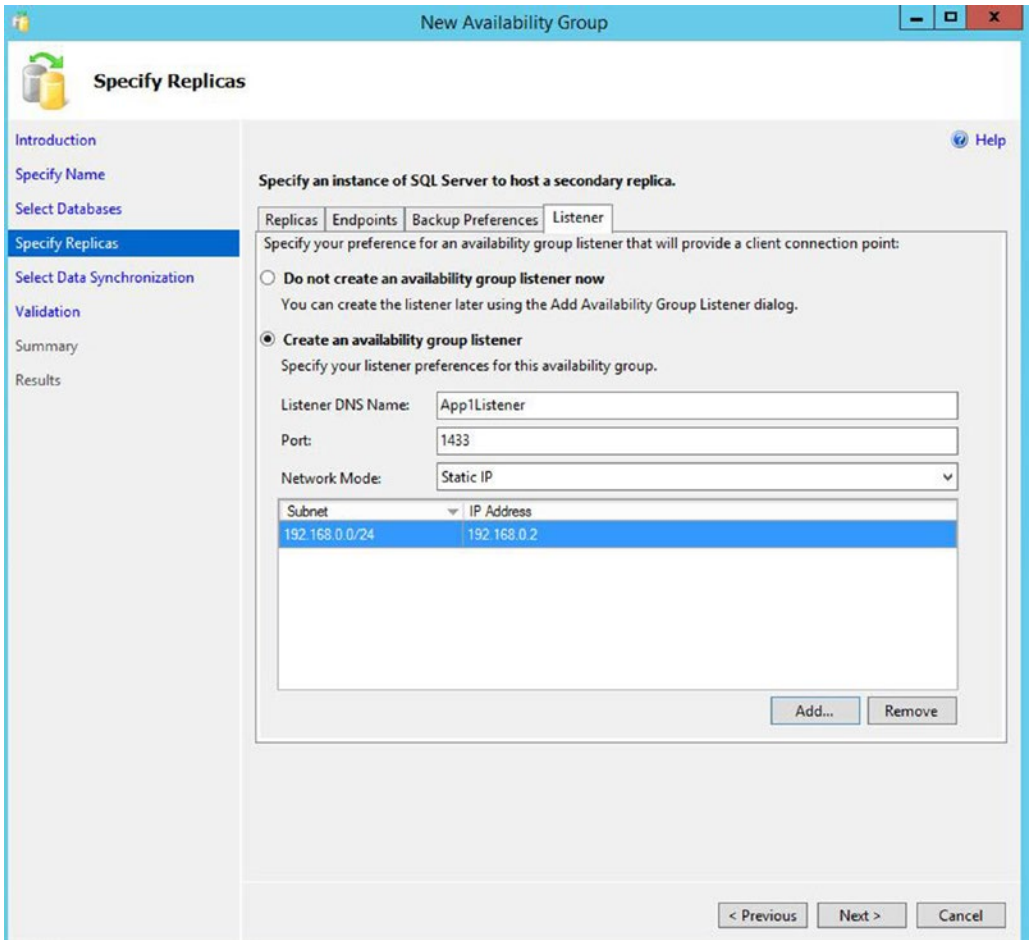 New Availability Group
Specify Replicas
Introduction
Specify Name
Select Databases
Specify Replicas
Select Data Synchronization
Validation
Summary
Results
Help
Specify an instance of SQL Server to host a secondary replica.
Replicas Endpoints Backup Preferences Listener
Specify your preference for an availability group listener that will provide a client connection point:
Do not create an availability group listener now
You can create the listener later using the Add Availability Group Listener dialog.
Create an availability group listener
Specify your listener preferences for this availability group.
Listener DNS Name: App1Listener
Port: 1433
Network Mode: Static IP
Subnet IP Address
192.168.0.0/24 192.168.0.2
Add... Remove
< Previous Next > Cancel